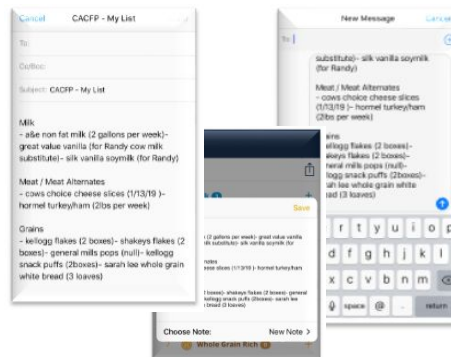 Cancel CACFP - My List
To:
Cc/Bcc:
Subject: CACFP - My List
Milk
- a&e non fat milk (2 gallons per week)-
great value vanilla (for Randy cow milk
substitute)- silk vanilla soymilk (for Randy)
Meat / Meat Alternates
- cows choice cheese slices (1/13/19 )-
hormel turkey/ham (2lbs per week)
Grains
- kellogg flakes (2 boxes)- shakeys flakes (2
boxes)- general mills pops (null)- kellogg
snack puffs (2boxes)- sarah lee whole grain
white bread (3 loaves)
New Message Cancel
To:
substitute)- silk vanilla soymilk
(for Randy)
Meat / Meat Alternates
- cows choice cheese slices
(1/13/19 )- hormel turkey/ham
(2lbs per week)
kellogg flakes (2 boxes)-
shakeys flakes (2 boxes)-
general mills pops (null)-
kellogg snack puffs (2boxes)-
sarah lee whole grain white
bread (3 loaves)
r t y u i o p
d f g h j k l
x c v b n m
space @ . return
Save
Choose Note: New Note >
Whole Grain Rich